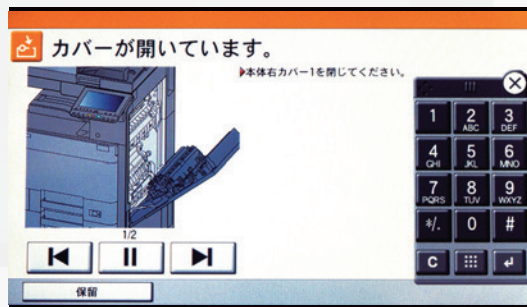 カバーが開いています。
▶本体右カバー1を閉じてください。
1/2
保留
1
2 ABC
3 DEF
4 GHI
5 JKL
6 MNO
7 PQRS
8 TUV
9 WXYZ
*/.
0
#
C